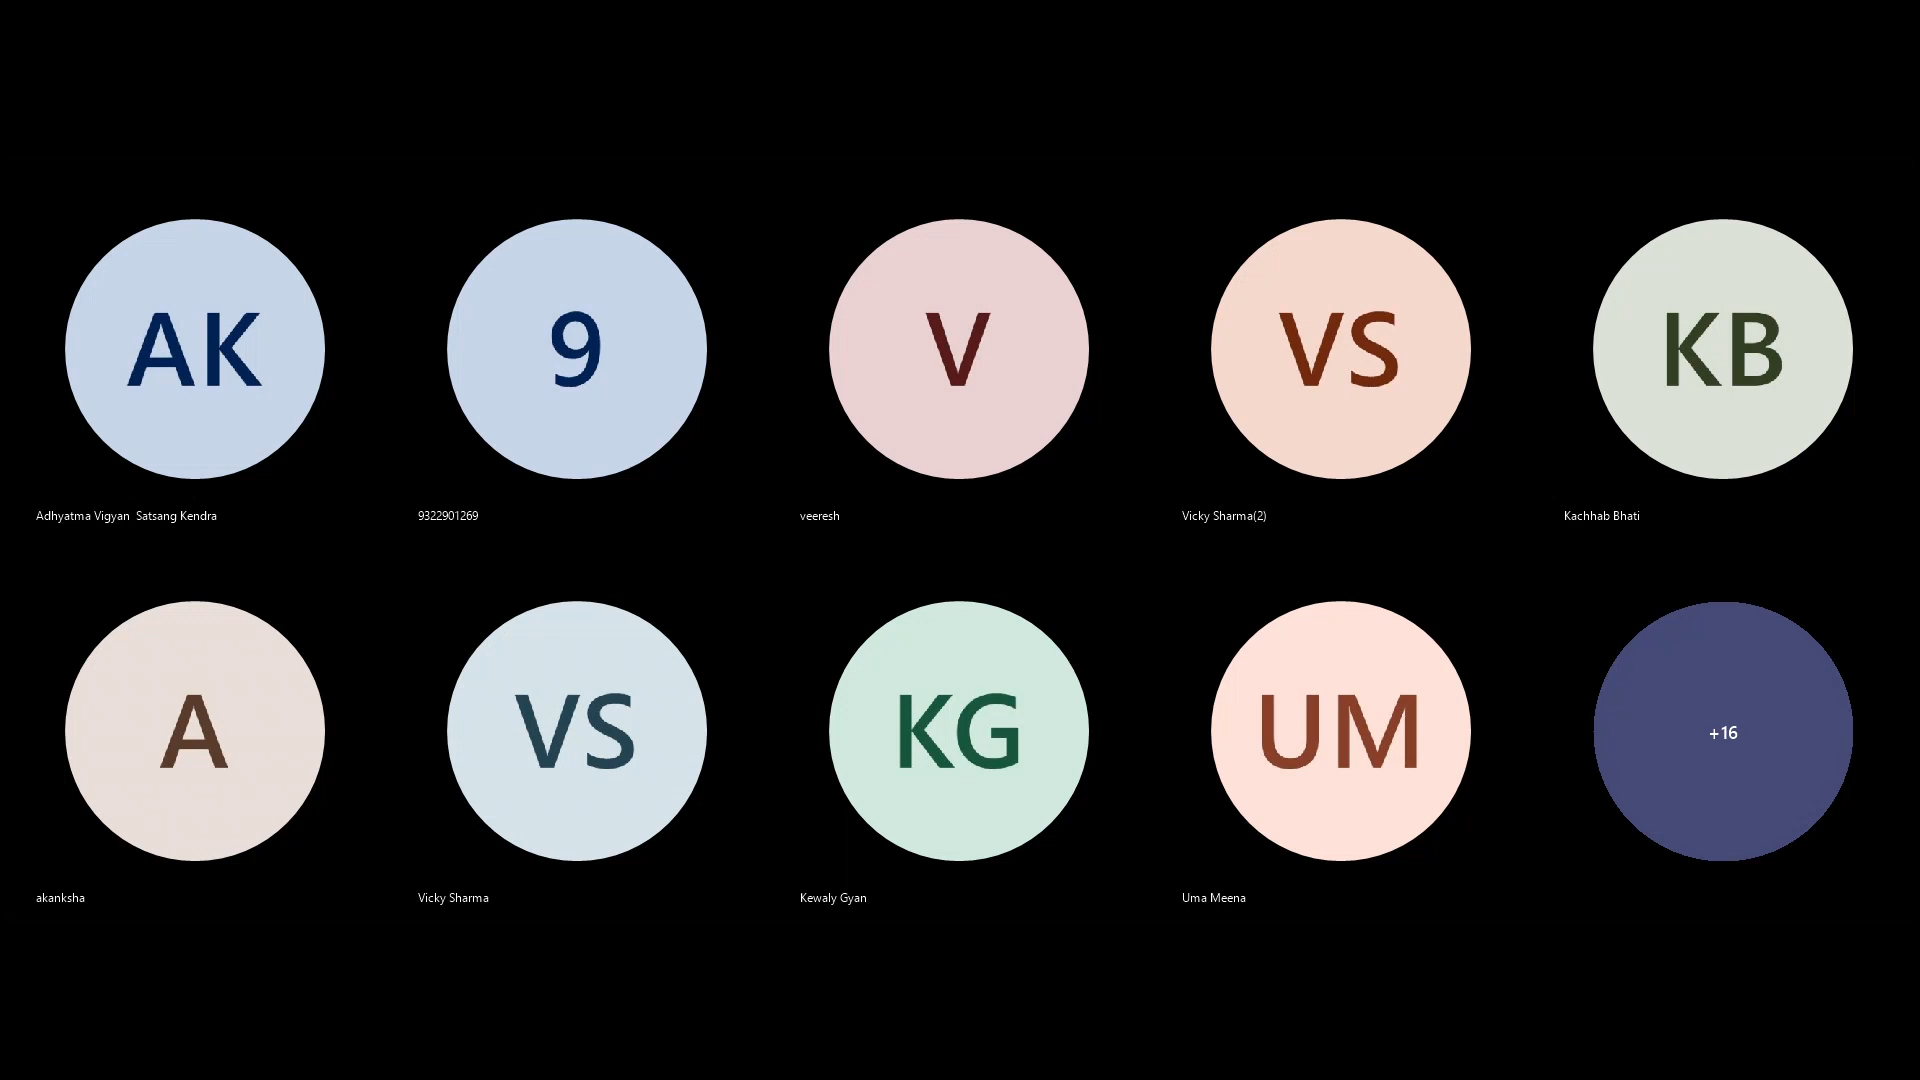 AK
9
V
VS
KB
Adhyatma Vigyan  Satsang Kendra
9322901269
veeresh
Vicky Sharma(2)
Kachhab Bhati
A
VS
KG
UM
+16
akanksha
Vicky Sharma
Kewaly Gyan
Uma Meena